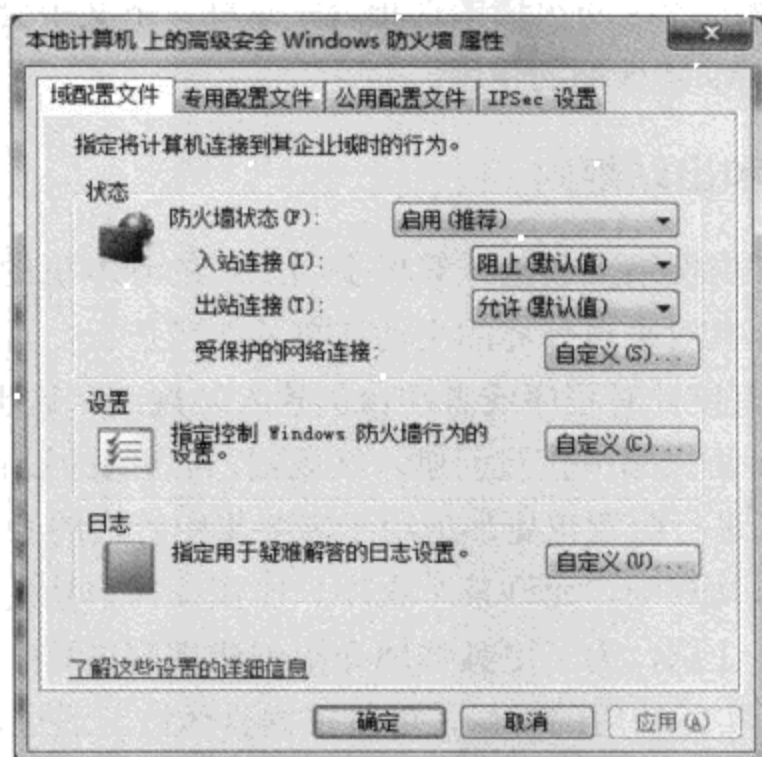 本地计算机 上的高级安全 Windows 防火墙 属性
域配置文件 专用配置文件 公用配置文件 IPSec 设置
指定将计算机连接到其企业域时的行为。
状态
防火墙状态(F): 启用(推荐)
入站连接(I): 阻止(默认值)
出站连接(T): 允许(默认值)
受保护的网络连接: 自定义(S)...
设置
指定控制 Windows 防火墙行为的
设置。
自定义(C)...
日志
指定用于疑难解答的日志设置。 自定义(U)...
了解这些设置的详细信息
确定 取消 应用(A)